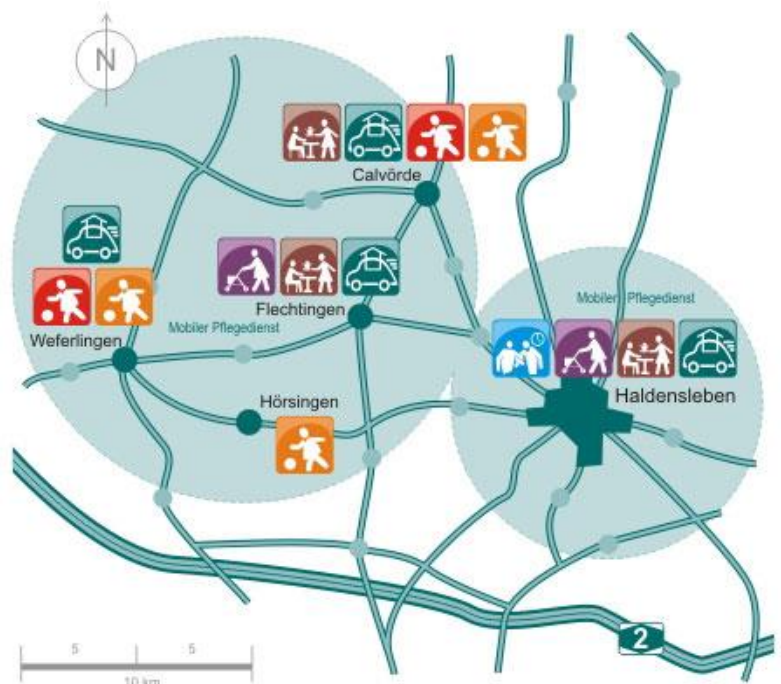 N
Calvörde
Flechtingen
Mobiler Pflegedienst
Weferlingen
Mobiler Pflegedienst
Haldensleben
Hörsingen
2
5 5
10 km